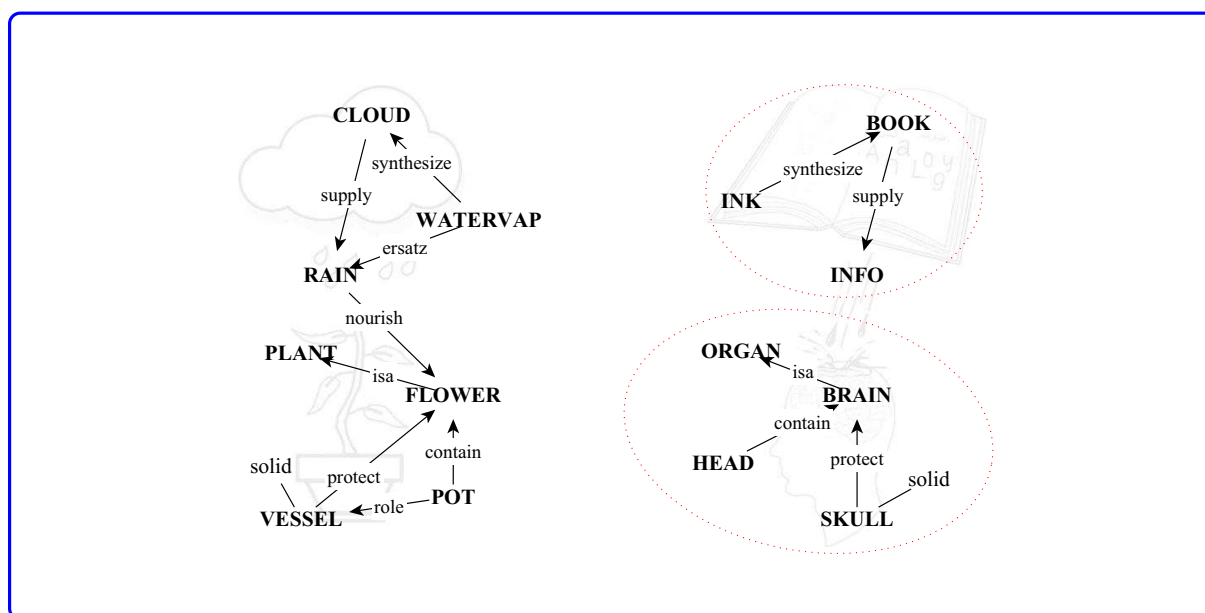 CLOUD
synthesize
supply
WATERVAP
ersatz
RAIN
nourish
PLANT
isa
FLOWER
solid
protect
contain
VESSEL
role
POT
BOOK
synthesize
INK
supply
INFO
ORGAN
isa
BRAIN
contain
HEAD
protect
solid
SKULL